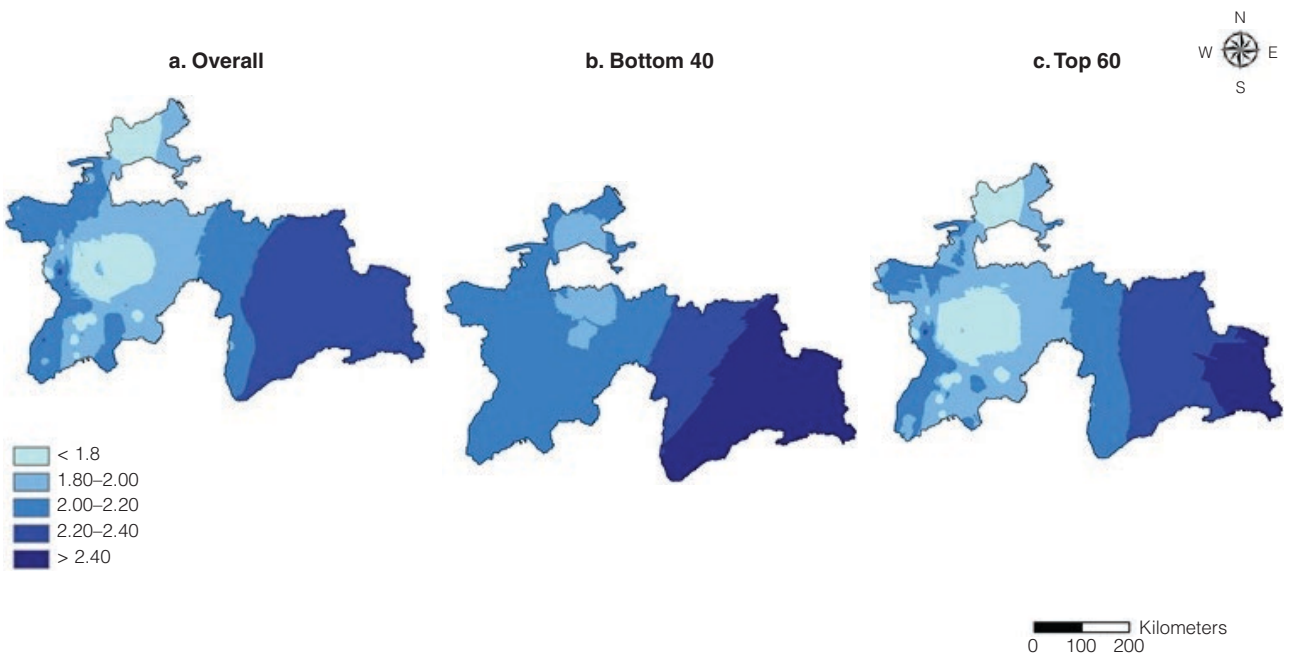 N
W E
S
a. Overall
b. Bottom 40
c. Top 60
< 1.8
1.80–2.00
2.00–2.20
2.20–2.40
> 2.40
Kilometers
0 100 200